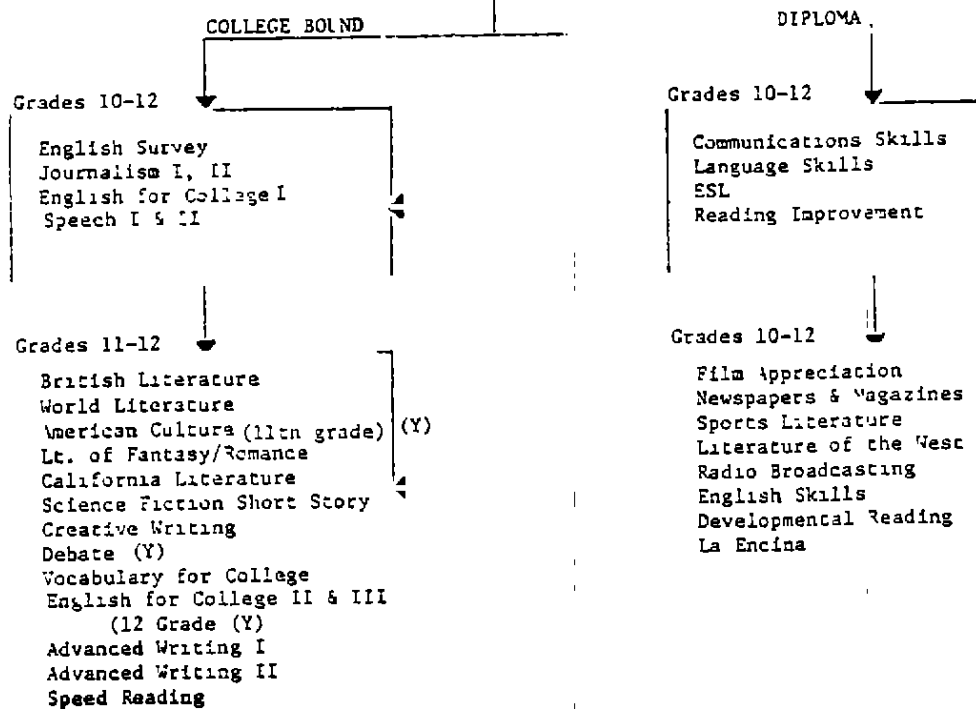 COLLEGE BOUND
Grades 10-12
English Survey
Journalism I, II
English for College I
Speech I & II
Grades 11-12
British Literature
World Literature
American Culture (11tn grade) (Y)
Lt. of Fantasy/Romance
California Literature
Science Fiction Short Story
Creative Writing
Debate (Y)
Vocabulary for College
English for College II & III
(12 Grade (Y)
Advanced Writing I
Advanced Writing II
Speed Reading
DIPLOMA
Grades 10-12
Communications Skills
Language Skills
ESL
Reading Improvement
Grades 10-12
Film Appreciation
Newspapers & Magazines
Sports Literature
Literature of the West
Radio Broadcasting
English Skills
Developmental Reading
La Encina